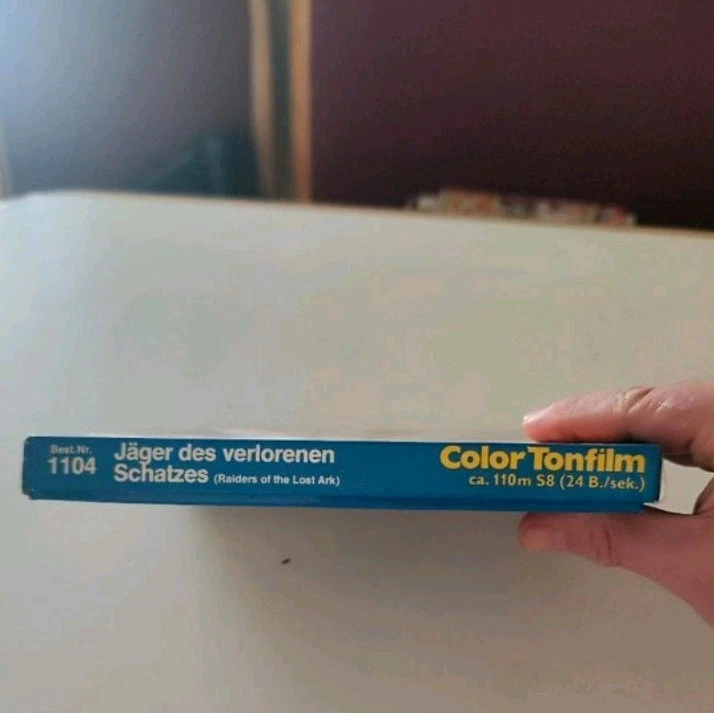 Best.Nr.
1104
Jäger des verlorenen
Schatzes (Raiders of the Lost Ark)
Color Tonfilm
ca. 110m S8 (24 B./sek.)